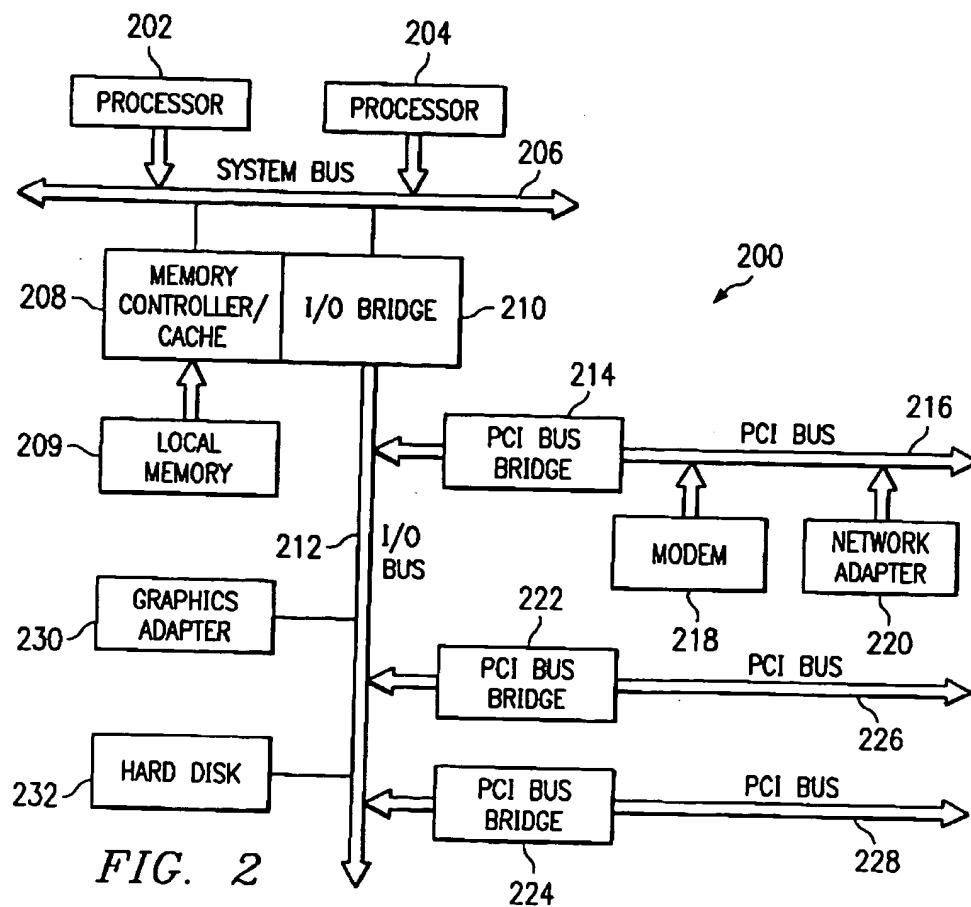 202
204
PROCESSOR
PROCESSOR
SYSTEM BUS
206
200
208
MEMORY
CONTROLLER/
CACHE
I/O BRIDGE
210
214
209
LOCAL
MEMORY
PCI BUS
BRIDGE
PCI BUS
216
212
I/O
BUS
MODEM
NETWORK
ADAPTER
218
220
230
GRAPHICS
ADAPTER
222
PCI BUS
BRIDGE
PCI BUS
226
232
HARD DISK
PCI BUS
BRIDGE
PCI BUS
228
224
FIG. 2